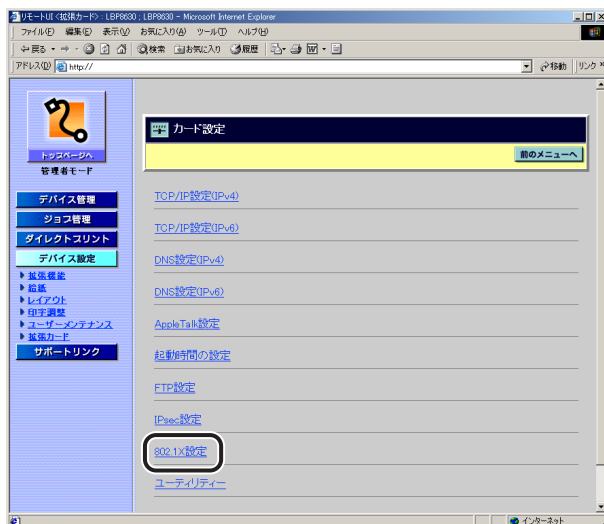 リモートUI <拡張カード> : LBP8630 ; LBP8630 - Microsoft Internet Explorer
ファイル(F) 編集(E) 表示(V) お気に入り(A) ツール(T) ヘルプ(H)
戻る 検索 お気に入り 履歴
アドレス(D) http:// 移動 リンク »
カード設定
前のメニューへ
トップページへ
管理者モード
デバイス管理
ジョブ管理
ダイレクトプリント
デバイス設定
拡張機能
給紙
レイアウト
印字調整
ユーザーメンテナンス
拡張カード
サポートリンク
TCP/IP設定(IPv4)
TCP/IP設定(IPv6)
DNS設定(IPv4)
DNS設定(IPv6)
AppleTalk設定
起動時間の設定
FTP設定
IPsec設定
802.1X設定
ユーティリティー
インターネット